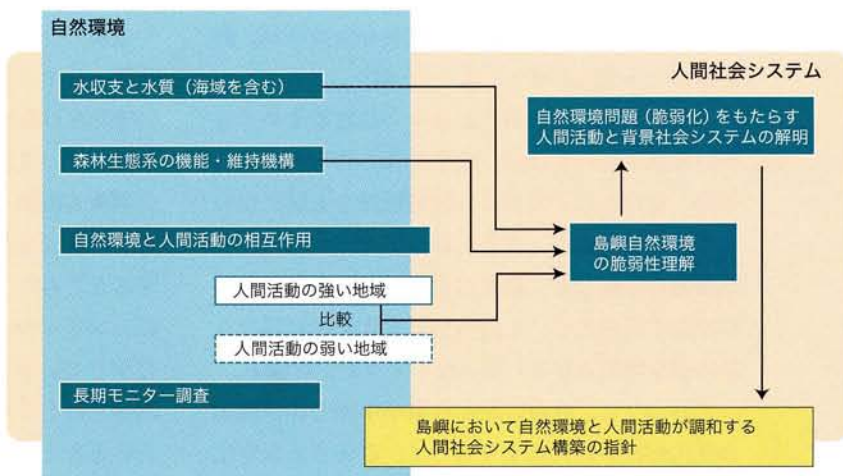 自然環境
人間社会システム
水収支と水質（海域を含む）
自然環境問題（脆弱化）をもたらす
人間活動と背景社会システムの解明
森林生態系の機能・維持機構
自然環境と人間活動の相互作用
島嶼自然環境
の脆弱性理解
人間活動の強い地域
比較
人間活動の弱い地域
長期モニター調査
島嶼において自然環境と人間活動が調和する
人間社会システム構築の指針